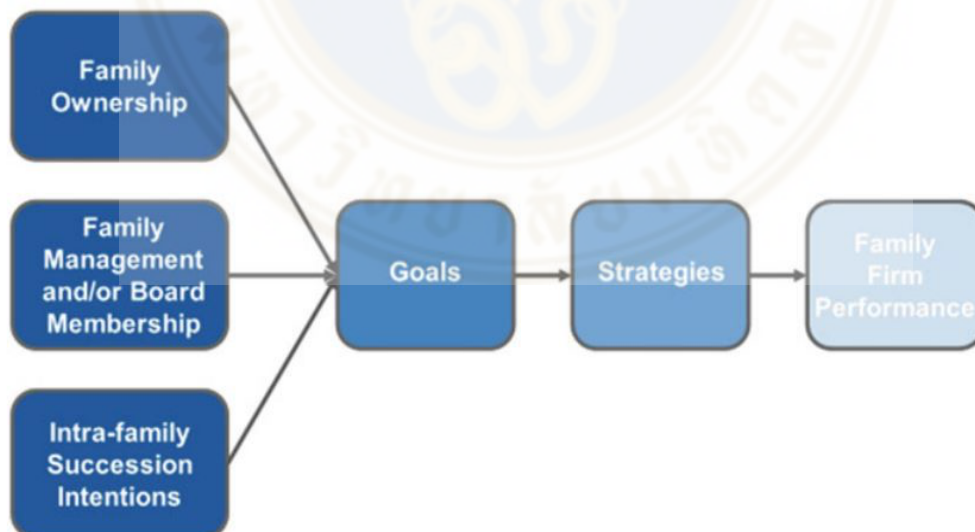 Family
Ownership
Family
Management
and/or Board
Membership
Intra-family
Succession
Intentions
Goals
Strategies
Family
Firm
Performance